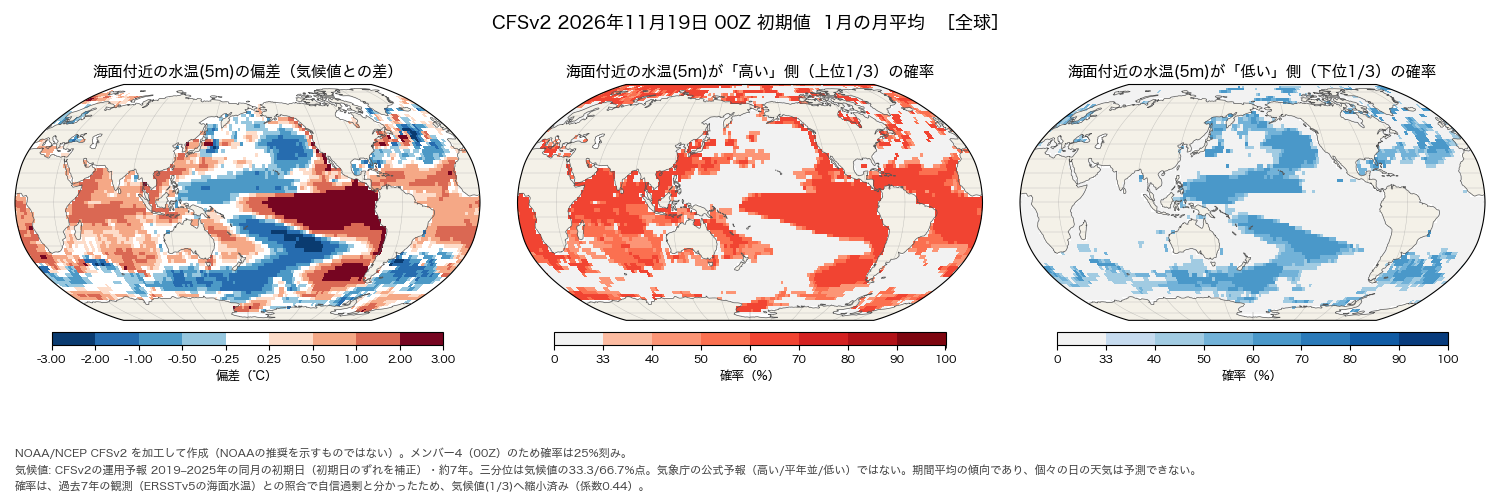 CFSv2 2026年11月19日 00Z 初期値 1月の月平均 ［全球］
海面付近の水温(5m)の偏差（気候値との差）
海面付近の水温(5m)が「高い」側（上位1/3）の確率
海面付近の水温(5m)が「低い」側（下位1/3）の確率
-3.00 -2.00 -1.00 -0.50 -0.25 0.25 0.50 1.00 2.00 3.00
偏差（℃）
0 33 40 50 60 70 80 90 100
確率（%）
0 33 40 50 60 70 80 90 100
確率（%）
NOAA/NCEP CFSv2 を加工して作成（NOAAの推奨を示すものではない）。メンバー4（00Z）のため確率は25%刻み。
気候値: CFSv2の運用予報 2019–2025年の同月の初期日（初期日のずれを補正）・約7年。三分位は気候値の33.3/66.7%点。気象庁の公式予報（高い/平年並/低い）ではない。期間平均の傾向であり、個々の日の天気は予測できない。
確率は、過去7年の観測（ERSSTv5の海面水温）との照合で自信過剰と分かったため、気候値(1/3)へ縮小済み（係数0.44）。